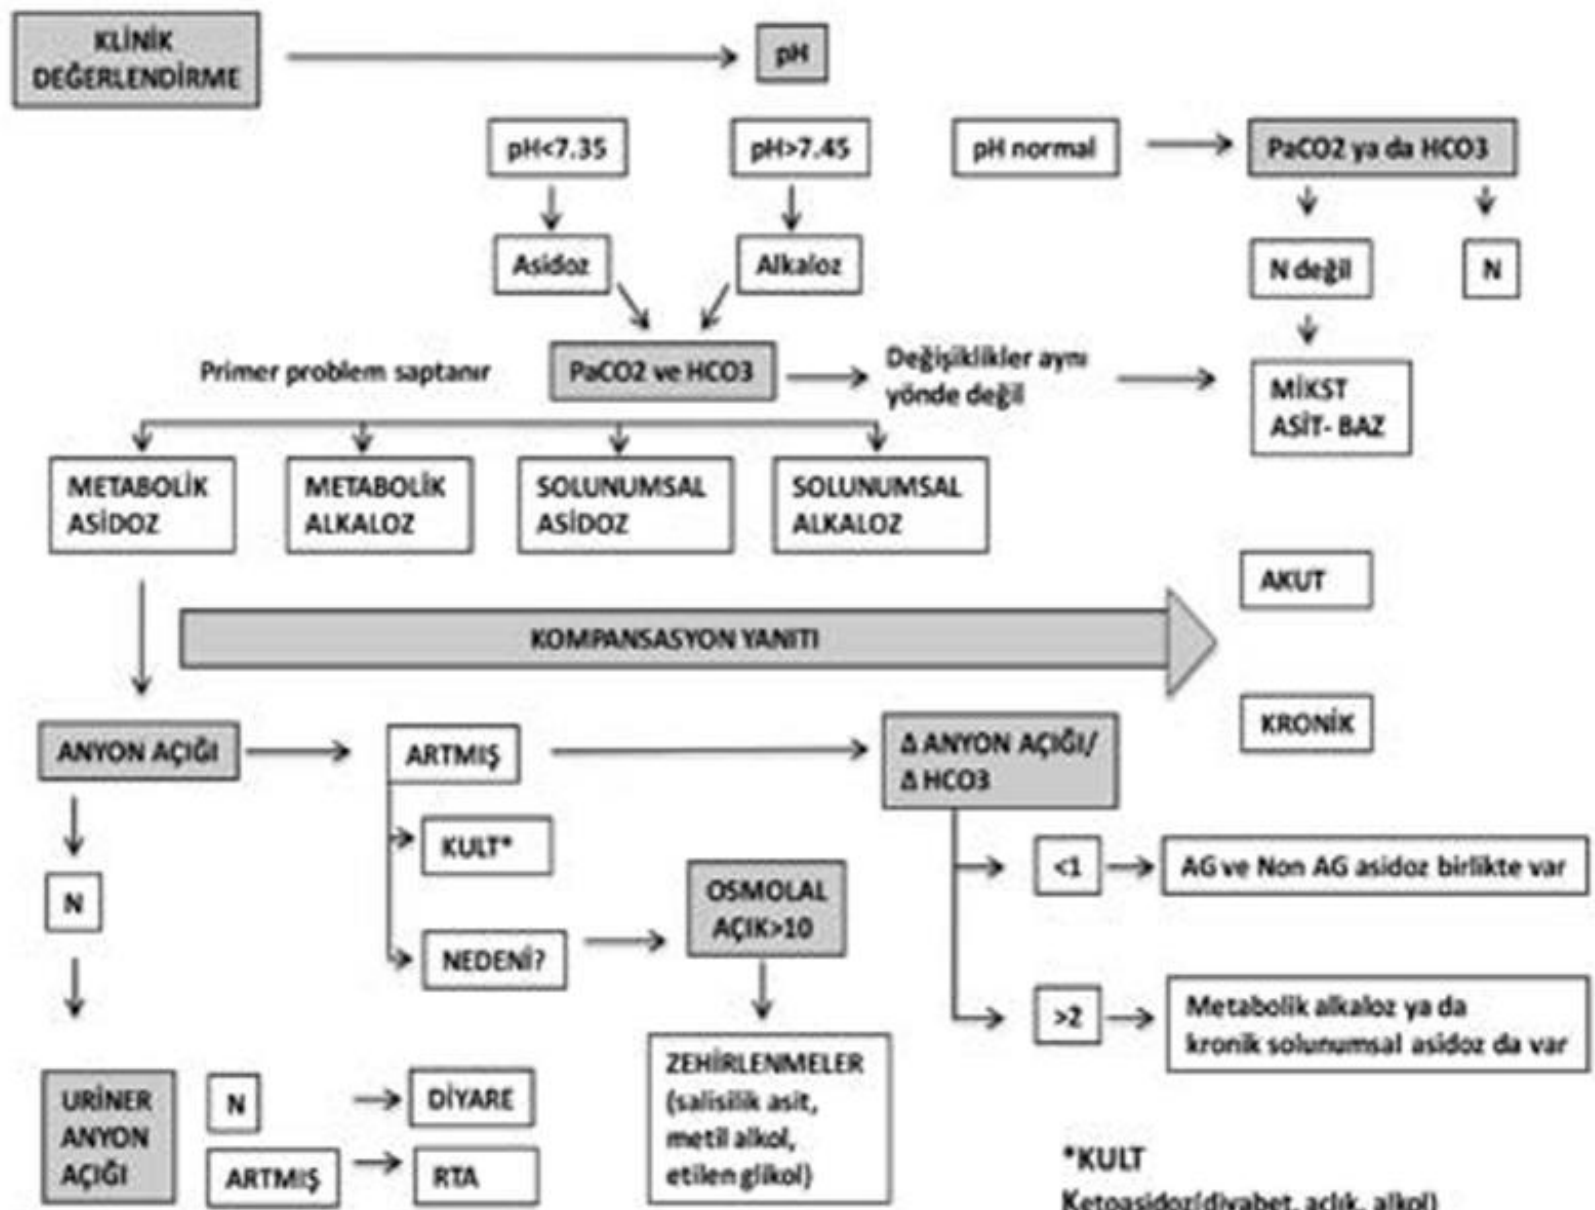 KLİNİK
DEĞERLENDİRME
pH
pH<7.35
pH>7.45
pH normal
PaCO2 ya da HCO3
Asidoz
Alkaloz
N değil
N
Primer problem saptanır
PaCO2 ve HCO3
Değişiklikler aynı
yönde değil
MİKST
ASİT- BAZ
METABOLİK
ASİDOZ
METABOLİK
ALKALOZ
SOLUNUMSAL
ASİDOZ
SOLUNUMSAL
ALKALOZ
AKUT
KOMPANSASYON YANITI
KRONİK
ANYON AÇIĞI
ARTMIŞ
Δ ANYON AÇIĞI/
Δ HCO3
KULT*
<1
AG ve Non AG asidoz birlikte var
N
OSMOLAL
AÇIK>10
NEDENİ?
>2
Metabolik alkaloz ya da
kronik solunumsal asidoz da var
ZEHİRLENMELER
(salisilik asit,
metil alkol,
etilen glikol)
URİNER
ANYON
AÇIĞI
N
DİYARE
ARTMIŞ
RTA
*KULT
Ketoasidoz(diyabet, açlık, alkol)